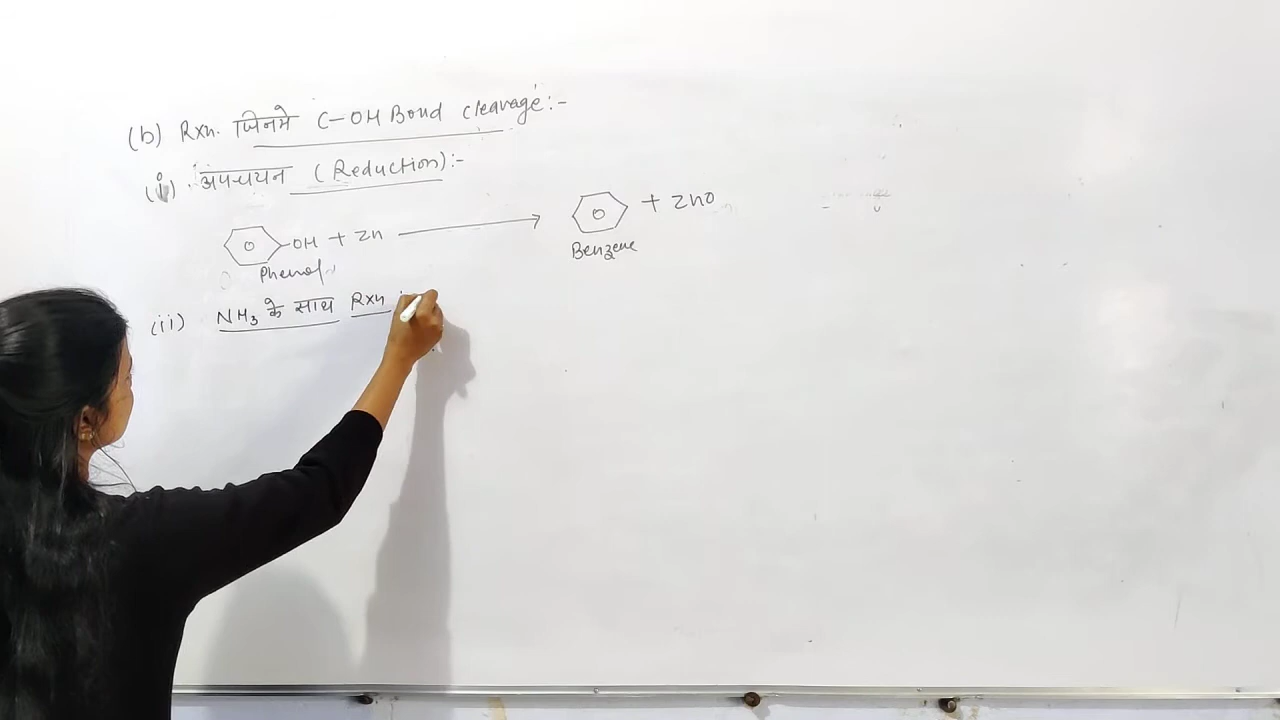 (b) Rxn. जिनमे C-OH Bond cleavage:-
(i) अपचयन (Reduction):-
-OH + Zn ⟶ + ZnO
Phenol Benzene
(ii) NH₃ के साथ Rxn